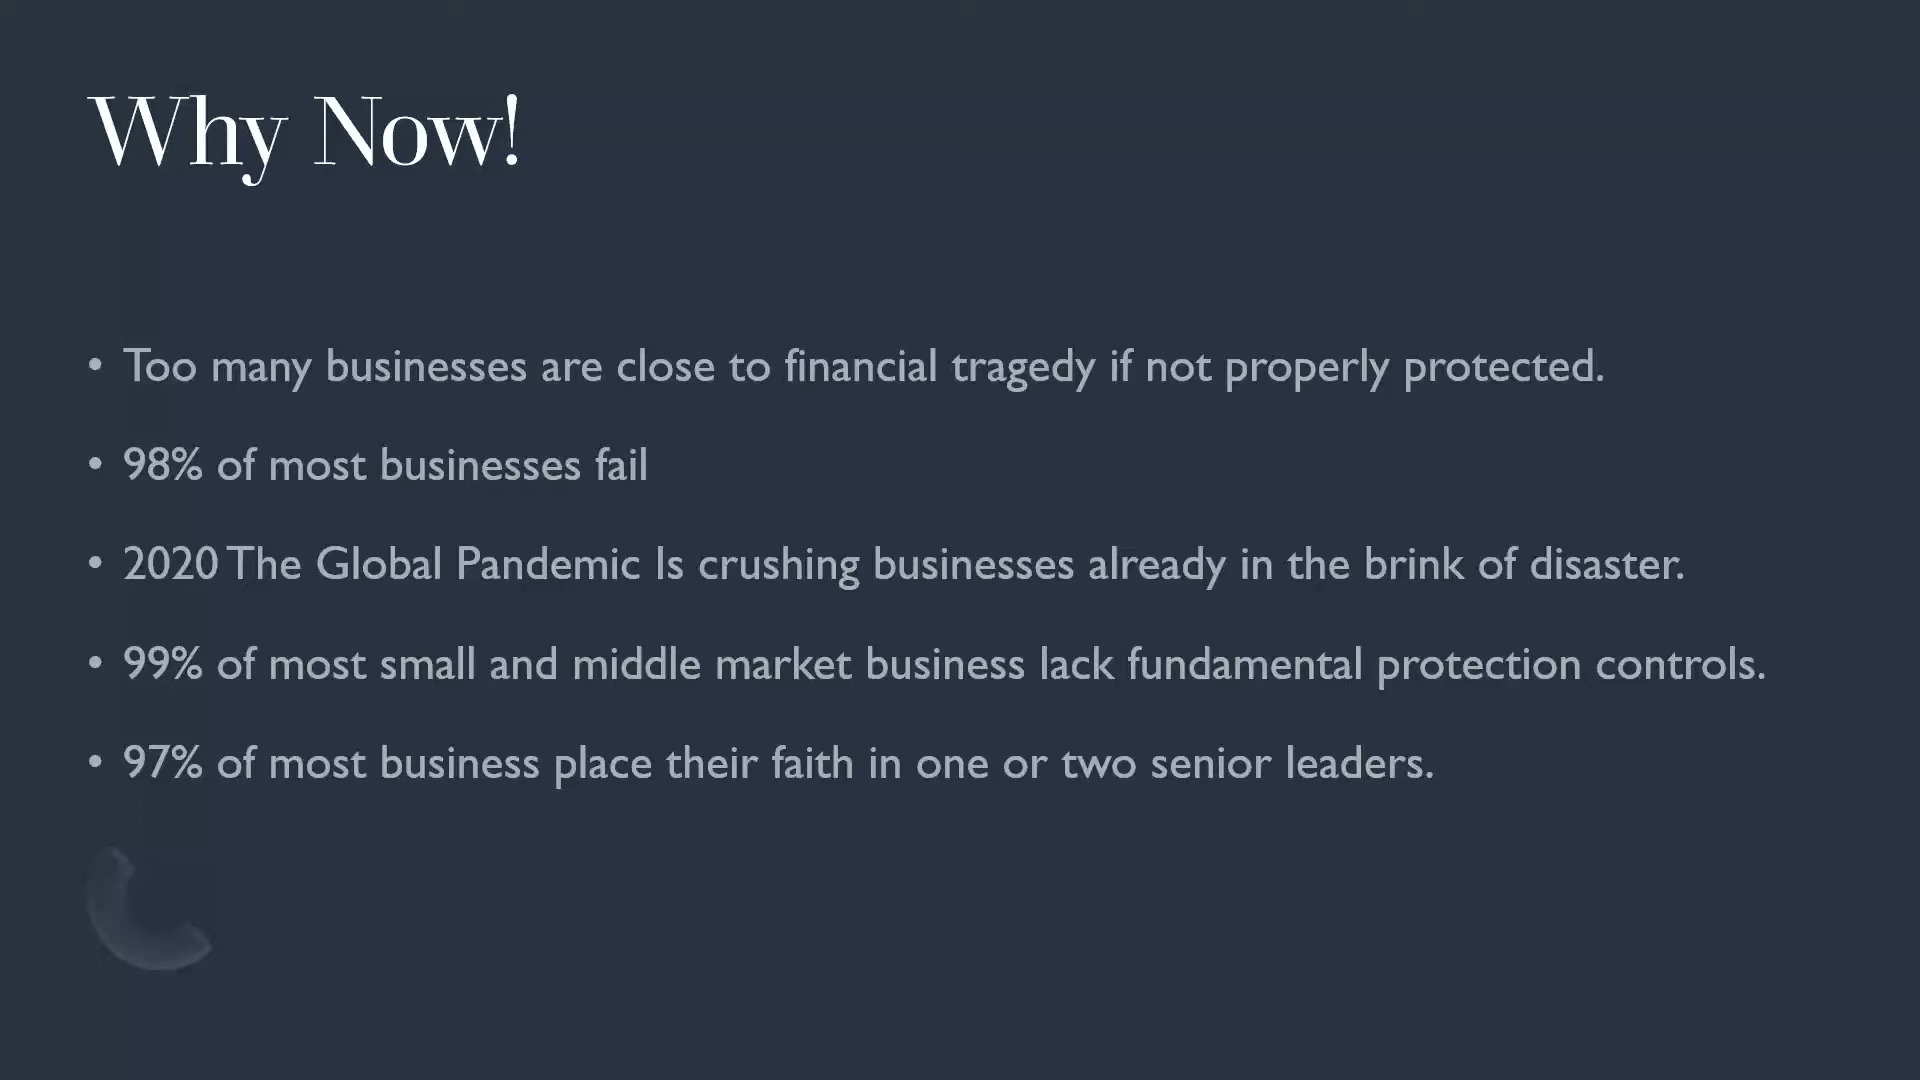 Why Now!
• Too many businesses are close to financial tragedy if not properly protected.
• 98% of most businesses fail
• 2020 The Global Pandemic Is crushing businesses already in the brink of disaster.
• 99% of most small and middle market business lack fundamental protection controls.
• 97% of most business place their faith in one or two senior leaders.